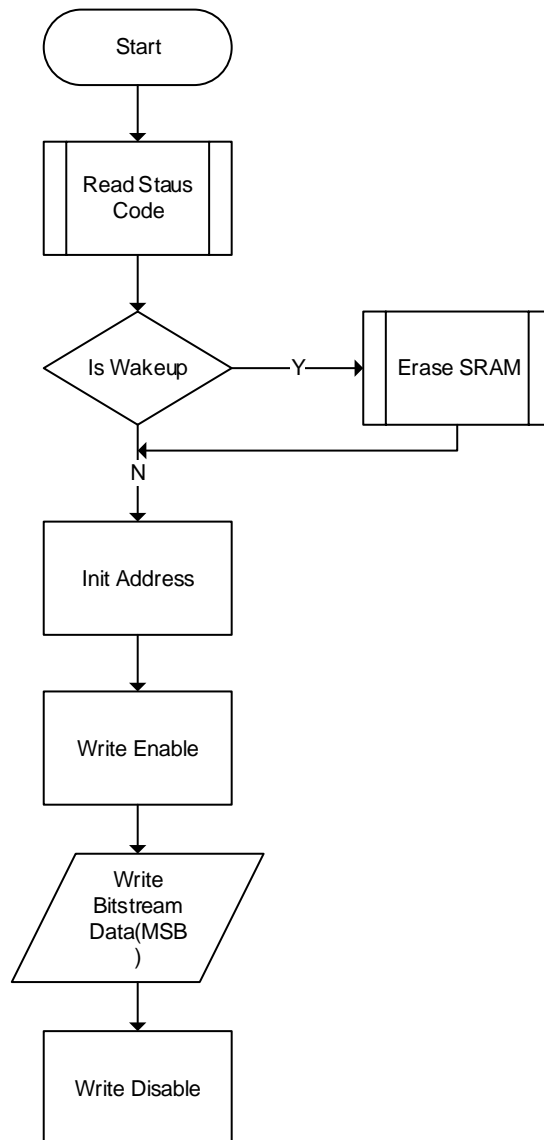 Start
Read Staus
Code
Is Wakeup
Y
Erase SRAM
N
Init Address
Write Enable
Write
Bitstream
Data(MSB
)
Write Disable